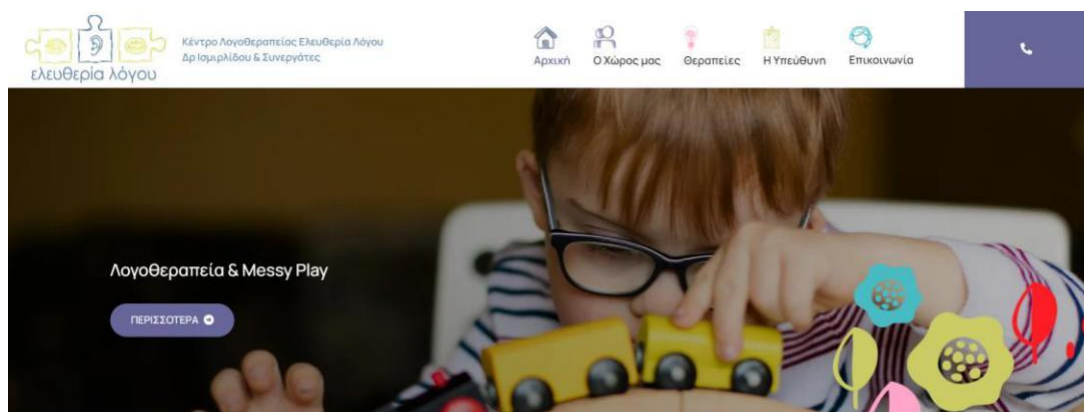 ελευθερία λόγου
Κέντρο Λογοθεραπείας Ελευθερία Λόγου
Δρ Ισμιρλίδου & Συνεργάτες
Αρχική
Ο Χώρος μας
Θεραπείες
Η Υπεύθυνη
Επικοινωνία
Λογοθεραπεία & Messy Play
ΠΕΡΙΣΣΟΤΕΡΑ